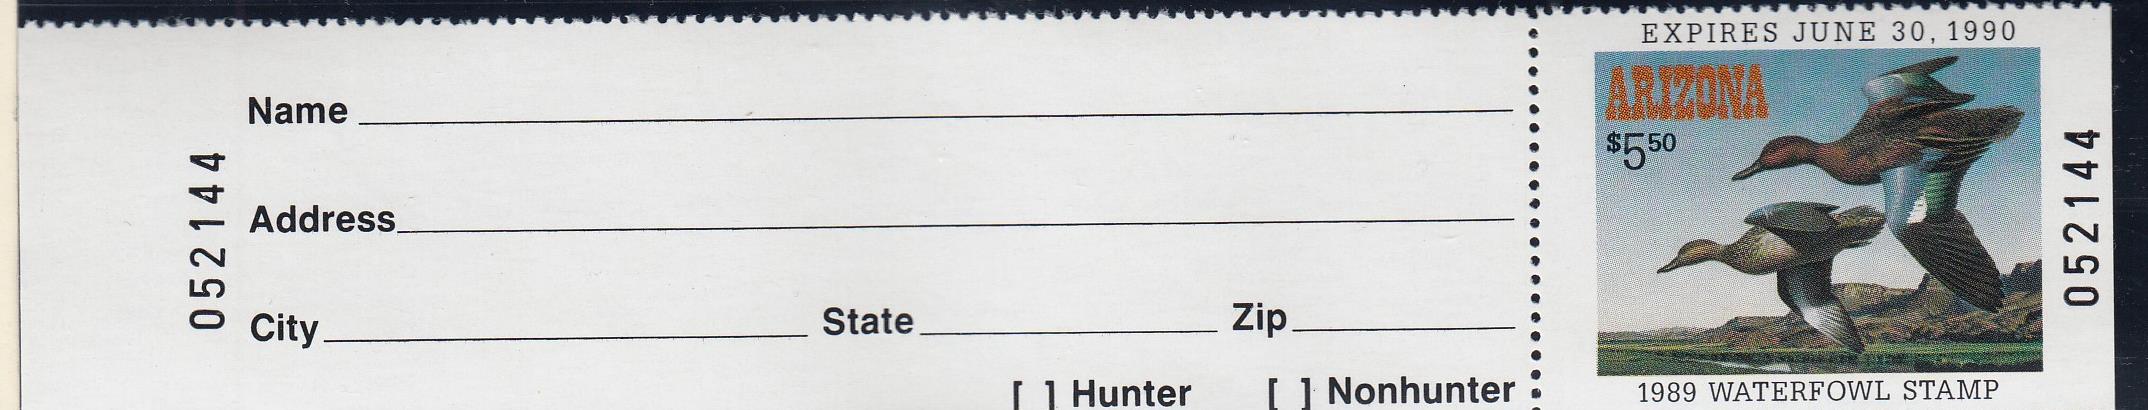 052144
Name
Address
City State Zip
[ ] Hunter [ ] Nonhunter
EXPIRES JUNE 30, 1990
ARIZONA
$5.50
1989 WATERFOWL STAMP
052144